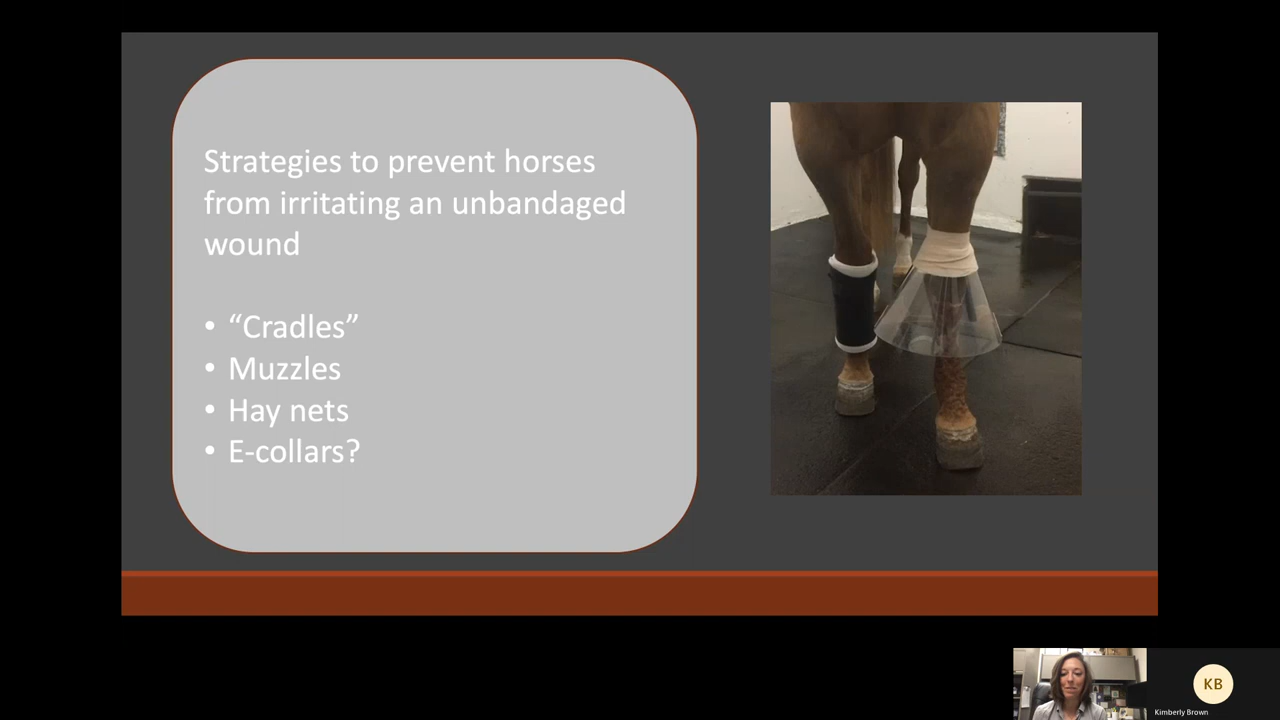 Strategies to prevent horses
from irritating an unbandaged
wound
• “Cradles”
• Muzzles
• Hay nets
• E-collars?
KB
Kimberly Brown